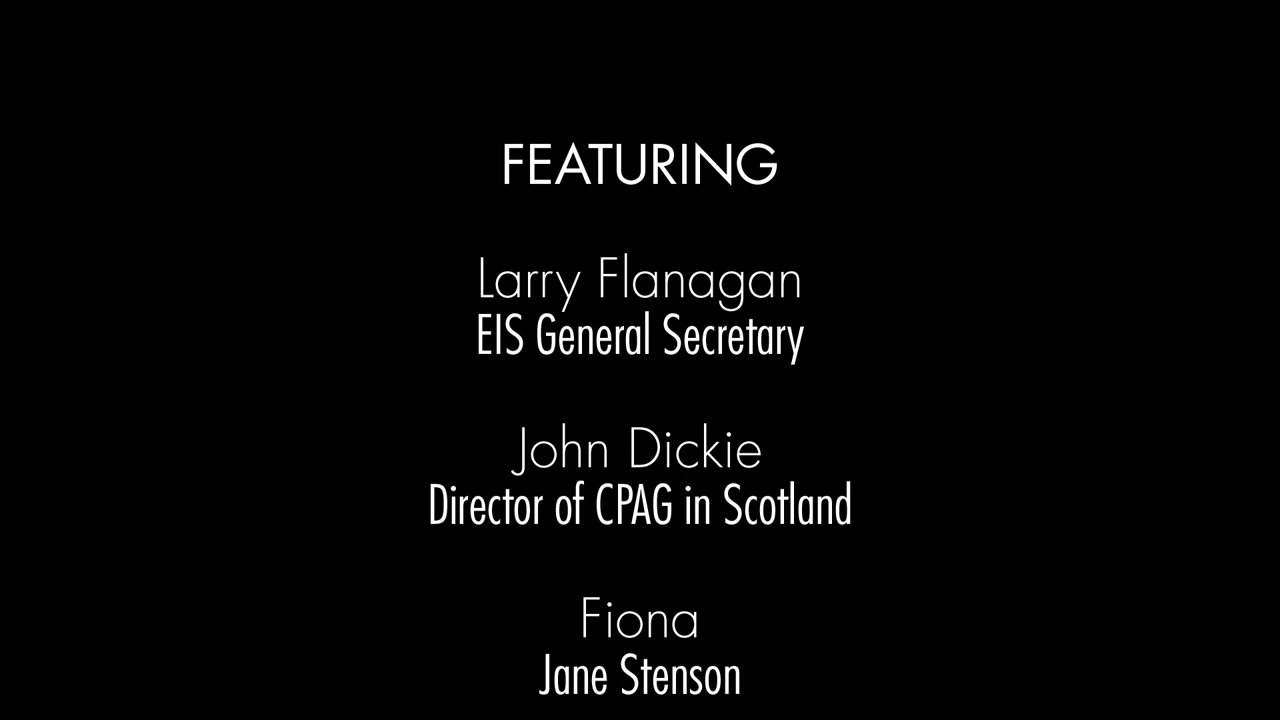 FEATURING
Larry Flanagan
EIS General Secretary
John Dickie
Director of CPAG in Scotland
Fiona
Jane Stenson